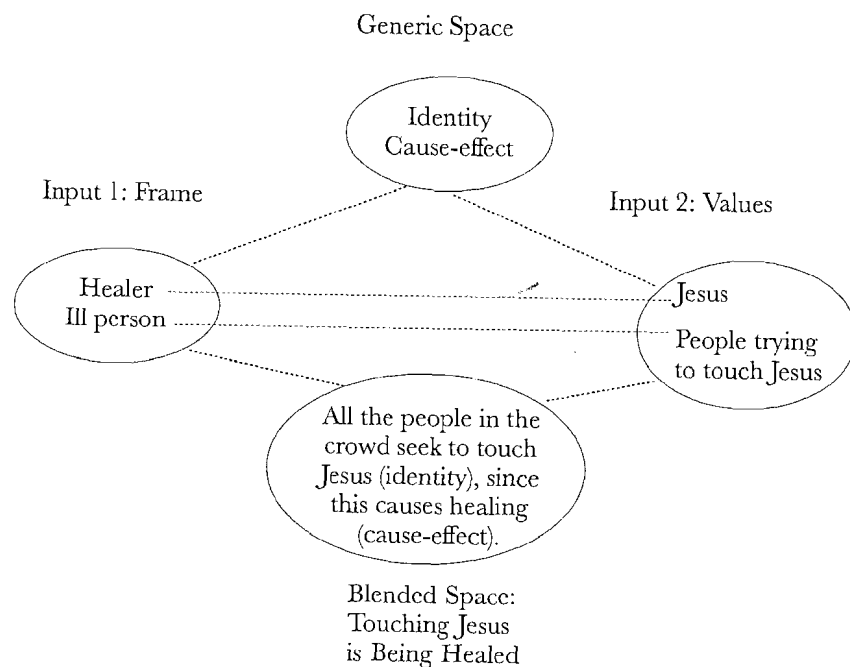 Generic Space
Identity
Cause-effect
Input 1: Frame
Input 2: Values
Healer
Ill person
Jesus
People trying
to touch Jesus
All the people in the
crowd seek to touch
Jesus (identity), since
this causes healing
(cause-effect).
Blended Space:
Touching Jesus
is Being Healed